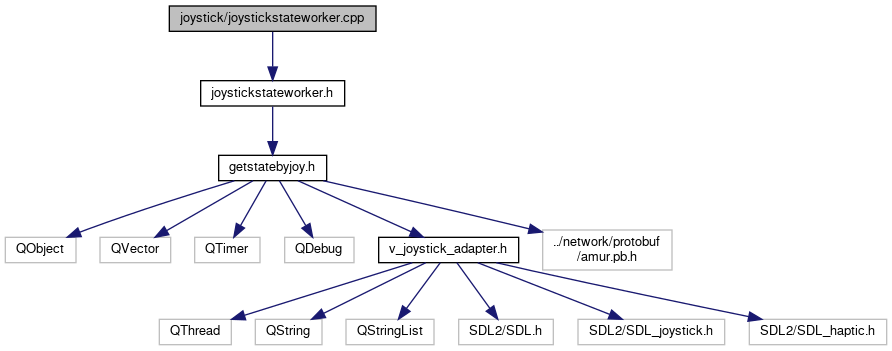 joystick/joystickstateworker.cpp
joystickstateworker.h
getstatebyjoy.h
QObject
QVector
QTimer
QDebug
v_joystick_adapter.h
../network/protobuf
/amur.pb.h
QThread
QString
QStringList
SDL2/SDL.h
SDL2/SDL_joystick.h
SDL2/SDL_haptic.h